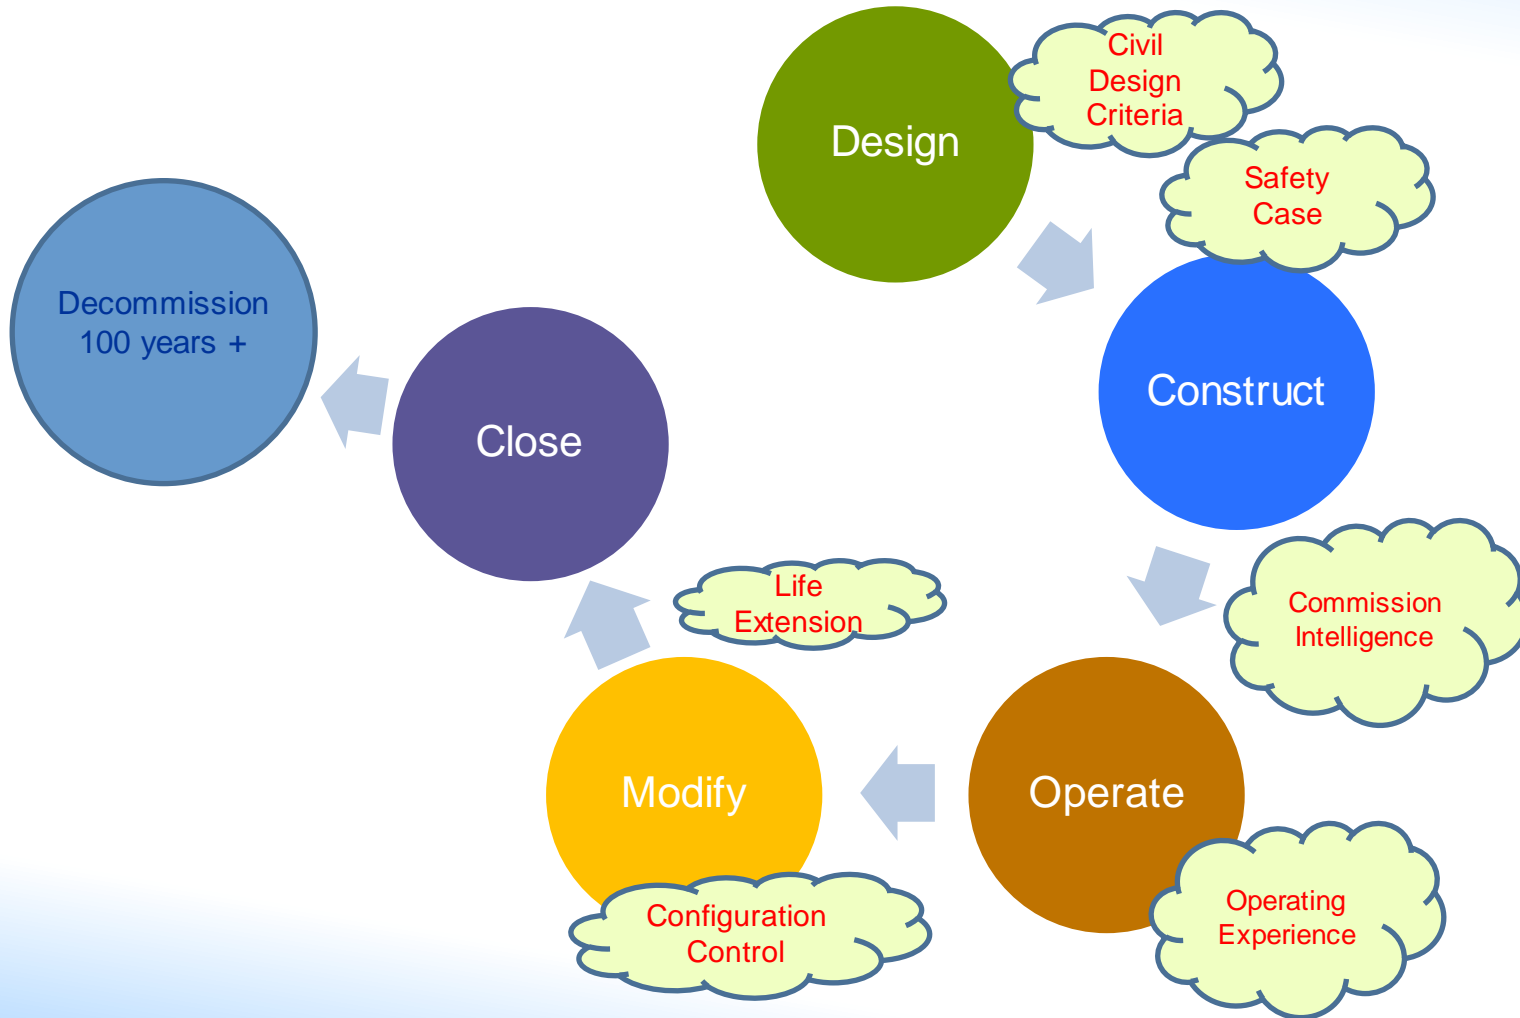 Design
Civil
Design
Criteria
Safety
Case
Construct
Commission
Intelligence
Operate
Operating
Experience
Modify
Configuration
Control
Life
Extension
Close
Decommission
100 years +